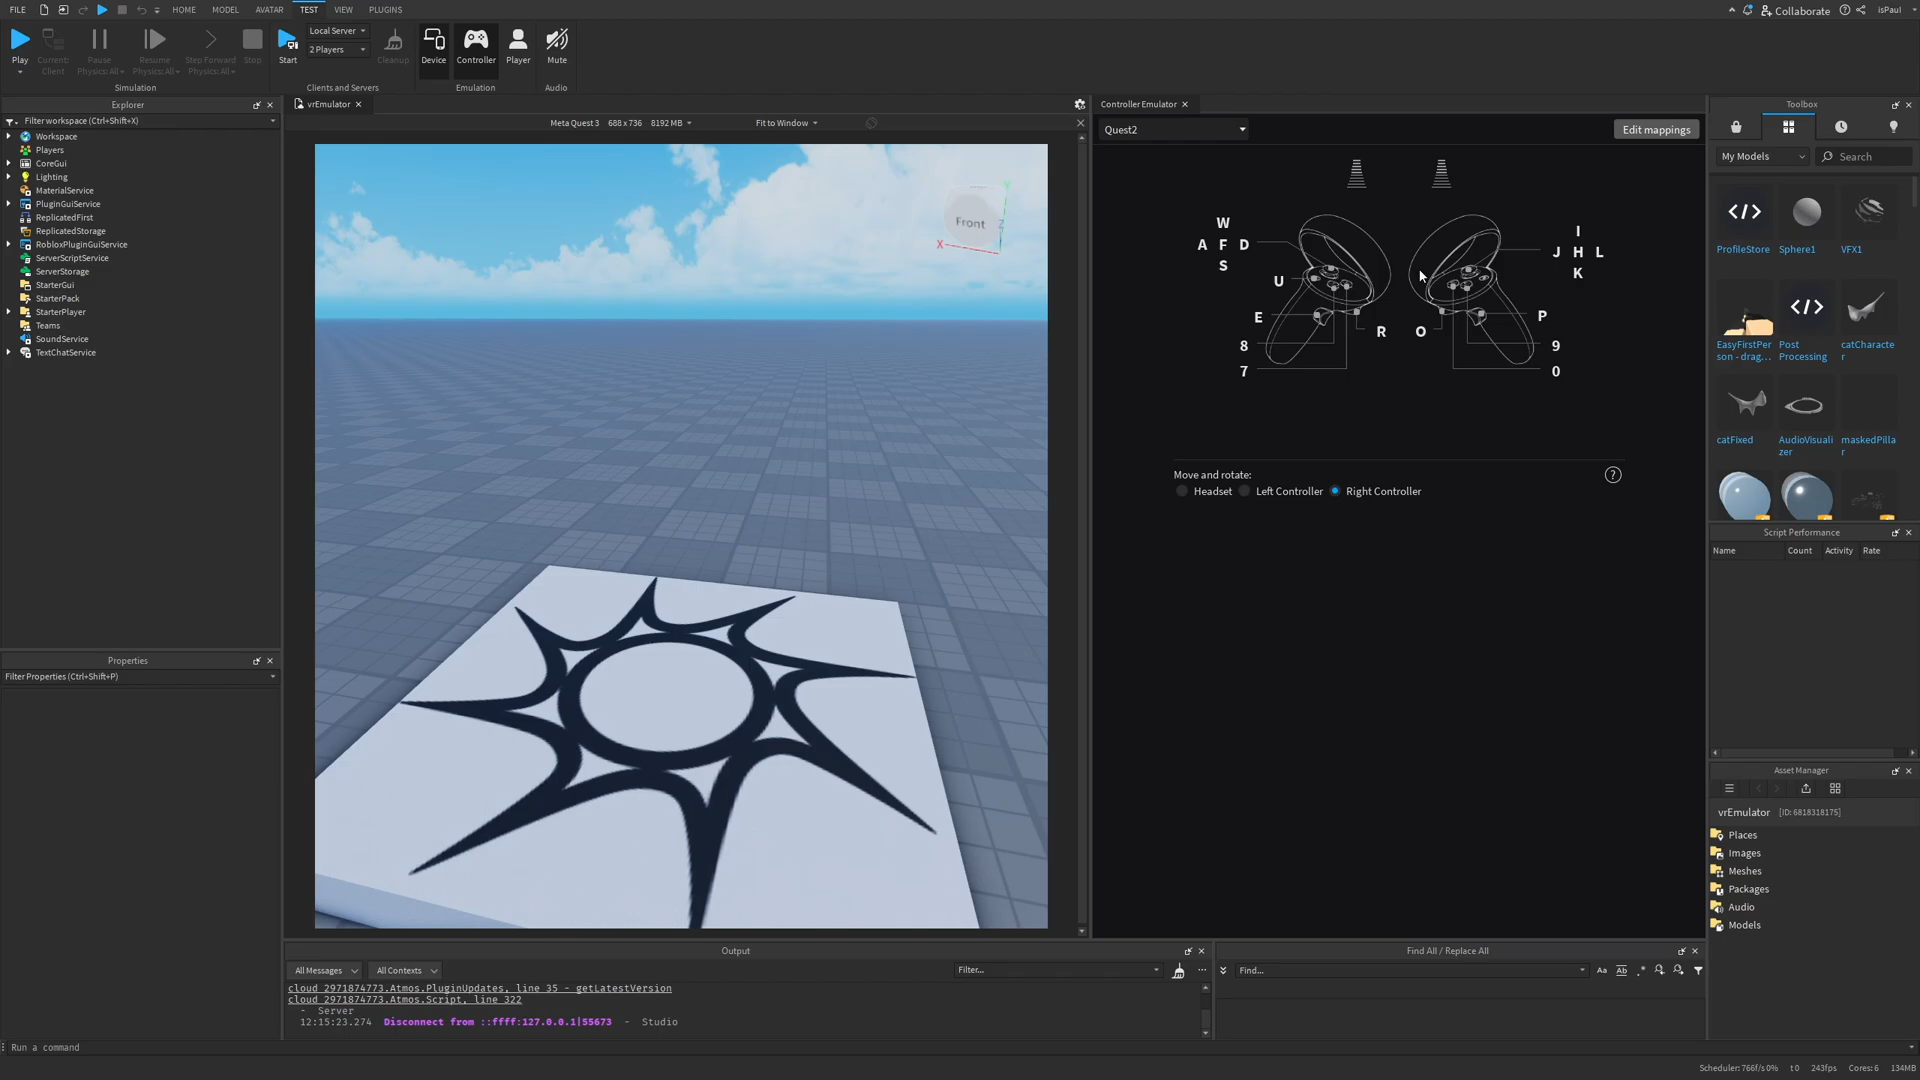 FILE HOME MODEL AVATAR TEST VIEW PLUGINS Collaborate isPaul
Play Current: Client Pause Physics: All Resume Physics: All Step Forward Physics: All Stop
Local Server
2 Players
Start Cleanup Device Controller Player Mute
Simulation Clients and Servers Emulation Audio
Explorer
Filter workspace (Ctrl+Shift+X)
Workspace
Players
CoreGui
Lighting
MaterialService
PluginGuiService
ReplicatedFirst
ReplicatedStorage
RobloxPluginGuiService
ServerScriptService
ServerStorage
StarterGui
StarterPack
StarterPlayer
Teams
SoundService
TextChatService
Properties
Filter Properties (Ctrl+Shift+P)
vrEmulator
Meta Quest 3 688 x 736 8192 MB Fit to Window
Front
Y
Z
X
Controller Emulator
Quest2 Edit mappings
W
A F D
S
U
E
8
7
R
O
I
J H L
K
P
9
0
Move and rotate: ?
Headset Left Controller Right Controller
Toolbox
My Models Search
ProfileStore Sphere1 VFX1
EasyFirstPerson - drag... Post Processing catCharacter
catFixed AudioVisualizer maskedPillar
Script Performance
Name Count Activity Rate
Asset Manager
vrEmulator [ID: 6818318175]
Places
Images
Meshes
Packages
Audio
Models
Output
All Messages All Contexts Filter...
cloud_2971874773.Atmos.PluginUpdates, line 35 - getLatestVersion
cloud_2971874773.Atmos.Script, line 322
- Server
12:15:23.274 Disconnect from ::ffff:127.0.0.1|55673 - Studio
Find All / Replace All
Find... Aa Ab .*
Run a command
Scheduler: 766f/s 0% t 0 243fps Cores: 6 134MB